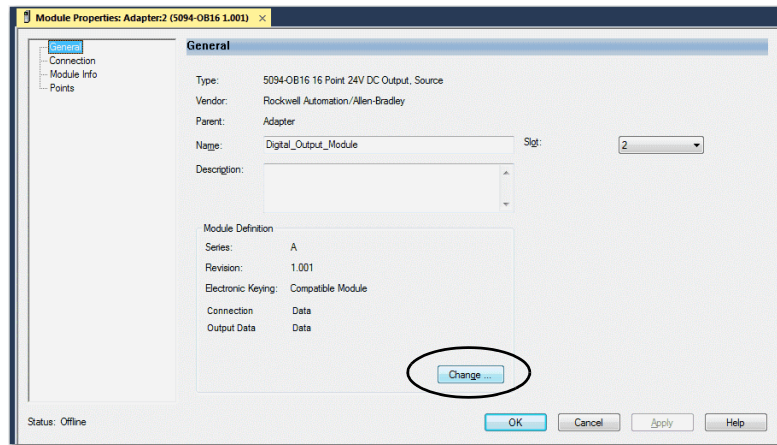 Module Properties: Adapter:2 (5094-OB16 1.001) ×
General
Connection
Module Info
Points
General
Type: 5094-OB16 16 Point 24V DC Output, Source
Vendor: Rockwell Automation/Allen-Bradley
Parent: Adapter
Name: Digital_Output_Module Slot: 2
Description:
Module Definition
Series: A
Revision: 1.001
Electronic Keying: Compatible Module
Connection Data
Output Data Data
Change ...
Status: Offline OK Cancel Apply Help